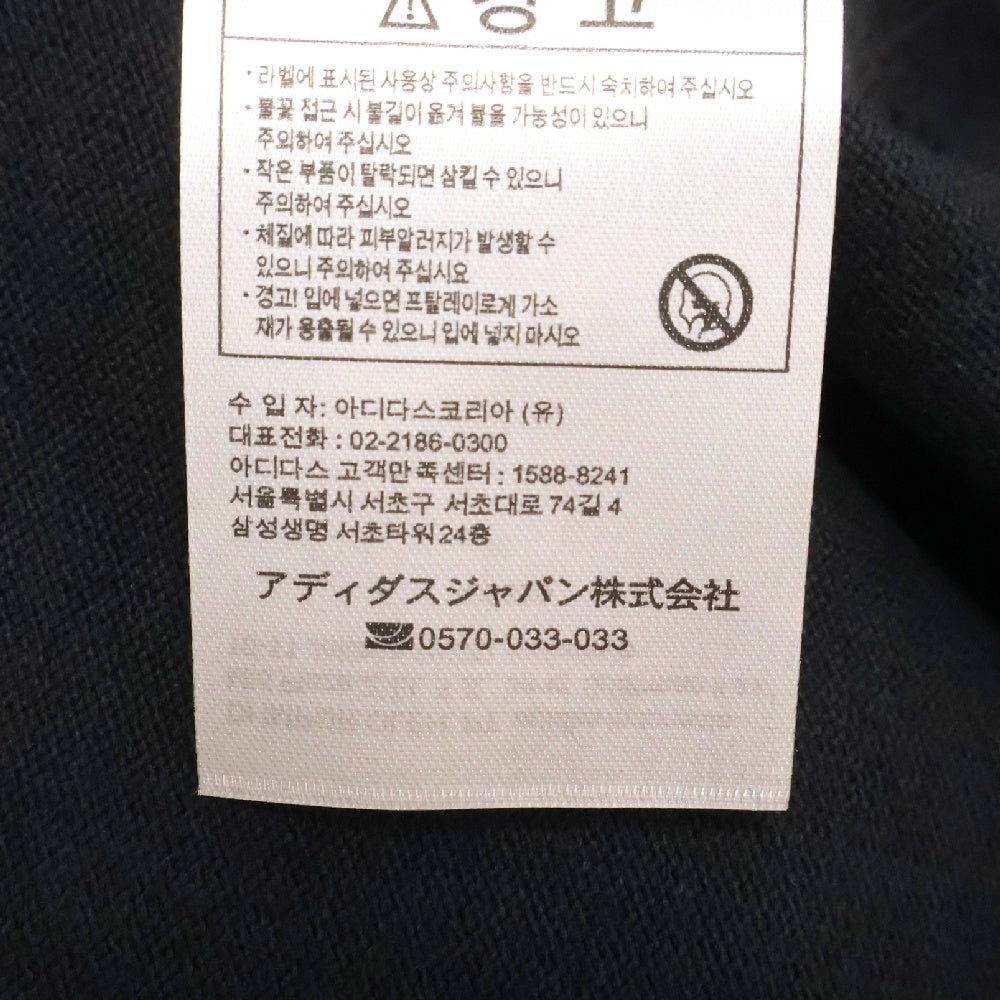 경고
· 라벨에 표시된 사용상 주의사항을 반드시 숙치하여 주십시오
· 불꽃 접근 시 불길이 옮겨 붙을 가능성이 있으니
주의하여 주십시오
· 작은 부품이 탈락되면 삼킬 수 있으니
주의하여 주십시오
· 체질에 따라 피부알러지가 발생할 수
있으니 주의하여 주십시요
· 경고! 입에 넣으면 프탈레이트계 가소
재가 용출될 수 있으니 입에 넣지 마시오
수 입 자: 아디다스코리아 (유)
대표전화 : 02-2186-0300
아디다스 고객만족센터 : 1588-8241
서울특별시 서초구 서초대로 74길 4
삼성생명 서초타워 24층
アディダスジャパン株式会社
0570-033-033